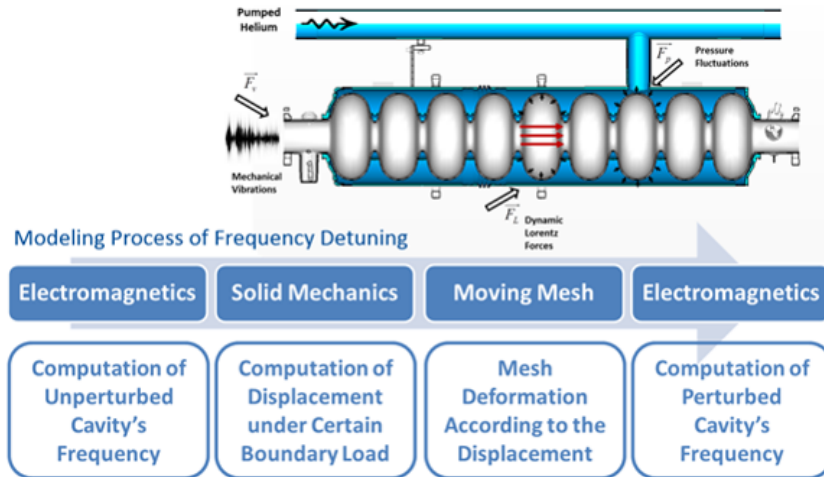 Pumped
Helium
F_v
F_p
Pressure
Fluctuations
Mechanical
Vibrations
F_L
Dynamic
Lorentz
Forces
Modeling Process of Frequency Detuning
Electromagnetics
Solid Mechanics
Moving Mesh
Electromagnetics
Computation of
Unperturbed
Cavity's
Frequency
Computation of
Displacement
under Certain
Boundary Load
Mesh
Deformation
According to the
Displacement
Computation of
Perturbed
Cavity's
Frequency